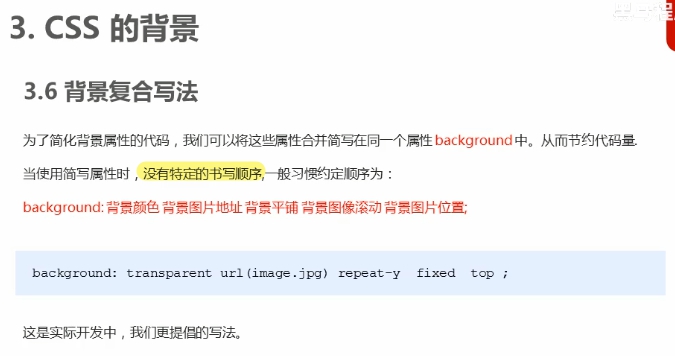 3. CSS 的背景
3.6 背景复合写法
为了简化背景属性的代码，我们可以将这些属性合并简写在同一个属性 background 中。从而节约代码量.
当使用简写属性时，没有特定的书写顺序,一般习惯约定顺序为：
background: 背景颜色 背景图片地址 背景平铺 背景图像滚动 背景图片位置;
background: transparent url(image.jpg) repeat-y fixed top ;
这是实际开发中，我们更提倡的写法。